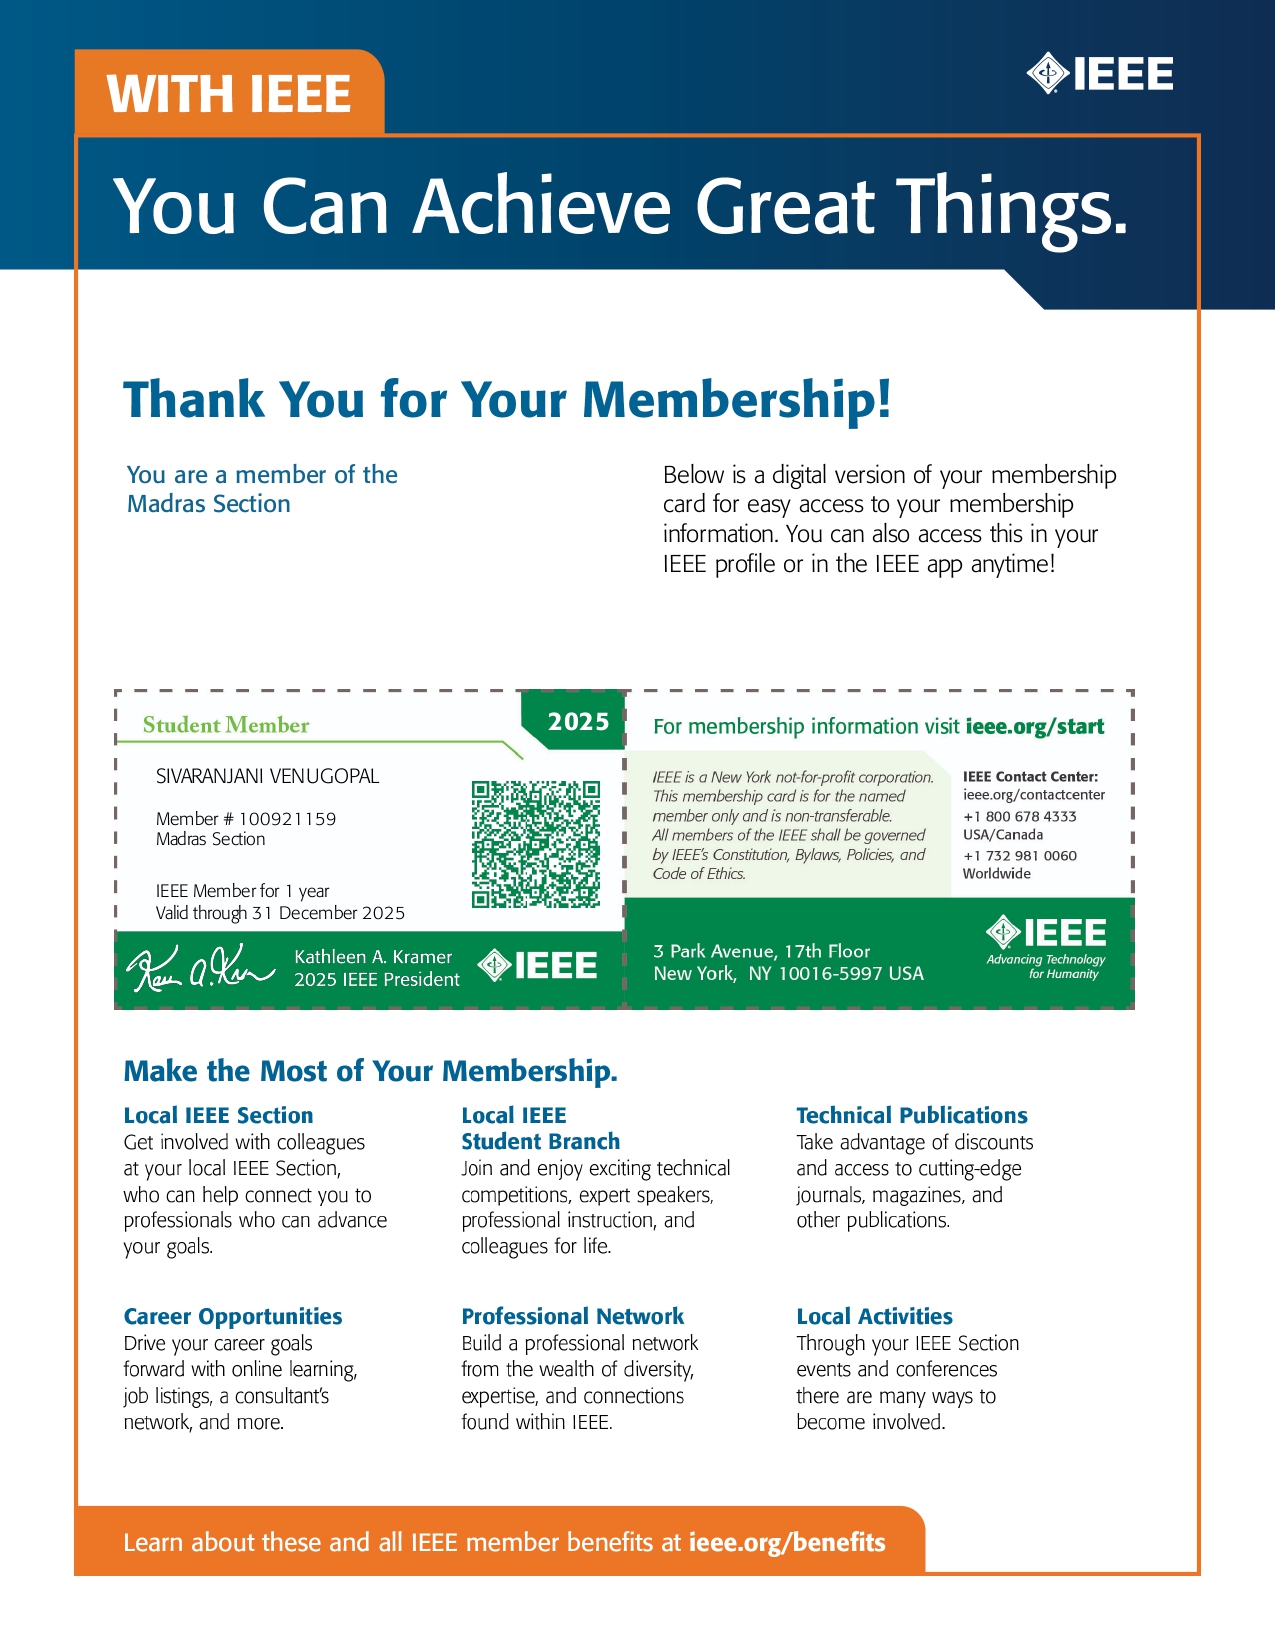 WITH IEEE
IEEE
You Can Achieve Great Things.
Thank You for Your Membership!
You are a member of the
Madras Section
Below is a digital version of your membership
card for easy access to your membership
information. You can also access this in your
IEEE profile or in the IEEE app anytime!
Student Member
2025
SIVARANJANI VENUGOPAL
Member # 100921159
Madras Section
IEEE Member for 1 year
Valid through 31 December 2025
Kathleen A. Kramer
2025 IEEE President
IEEE
For membership information visit ieee.org/start
IEEE is a New York not-for-profit corporation.
This membership card is for the named
member only and is non-transferable.
All members of the IEEE shall be governed
by IEEE's Constitution, Bylaws, Policies, and
Code of Ethics.
IEEE Contact Center:
ieee.org/contactcenter
+1 800 678 4333
USA/Canada
+1 732 981 0060
Worldwide
3 Park Avenue, 17th Floor
New York, NY 10016-5997 USA
IEEE
Advancing Technology
for Humanity
Make the Most of Your Membership.
Local IEEE Section
Get involved with colleagues
at your local IEEE Section,
who can help connect you to
professionals who can advance
your goals.
Local IEEE
Student Branch
Join and enjoy exciting technical
competitions, expert speakers,
professional instruction, and
colleagues for life.
Technical Publications
Take advantage of discounts
and access to cutting-edge
journals, magazines, and
other publications.
Career Opportunities
Drive your career goals
forward with online learning,
job listings, a consultant's
network, and more.
Professional Network
Build a professional network
from the wealth of diversity,
expertise, and connections
found within IEEE.
Local Activities
Through your IEEE Section
events and conferences
there are many ways to
become involved.
Learn about these and all IEEE member benefits at ieee.org/benefits